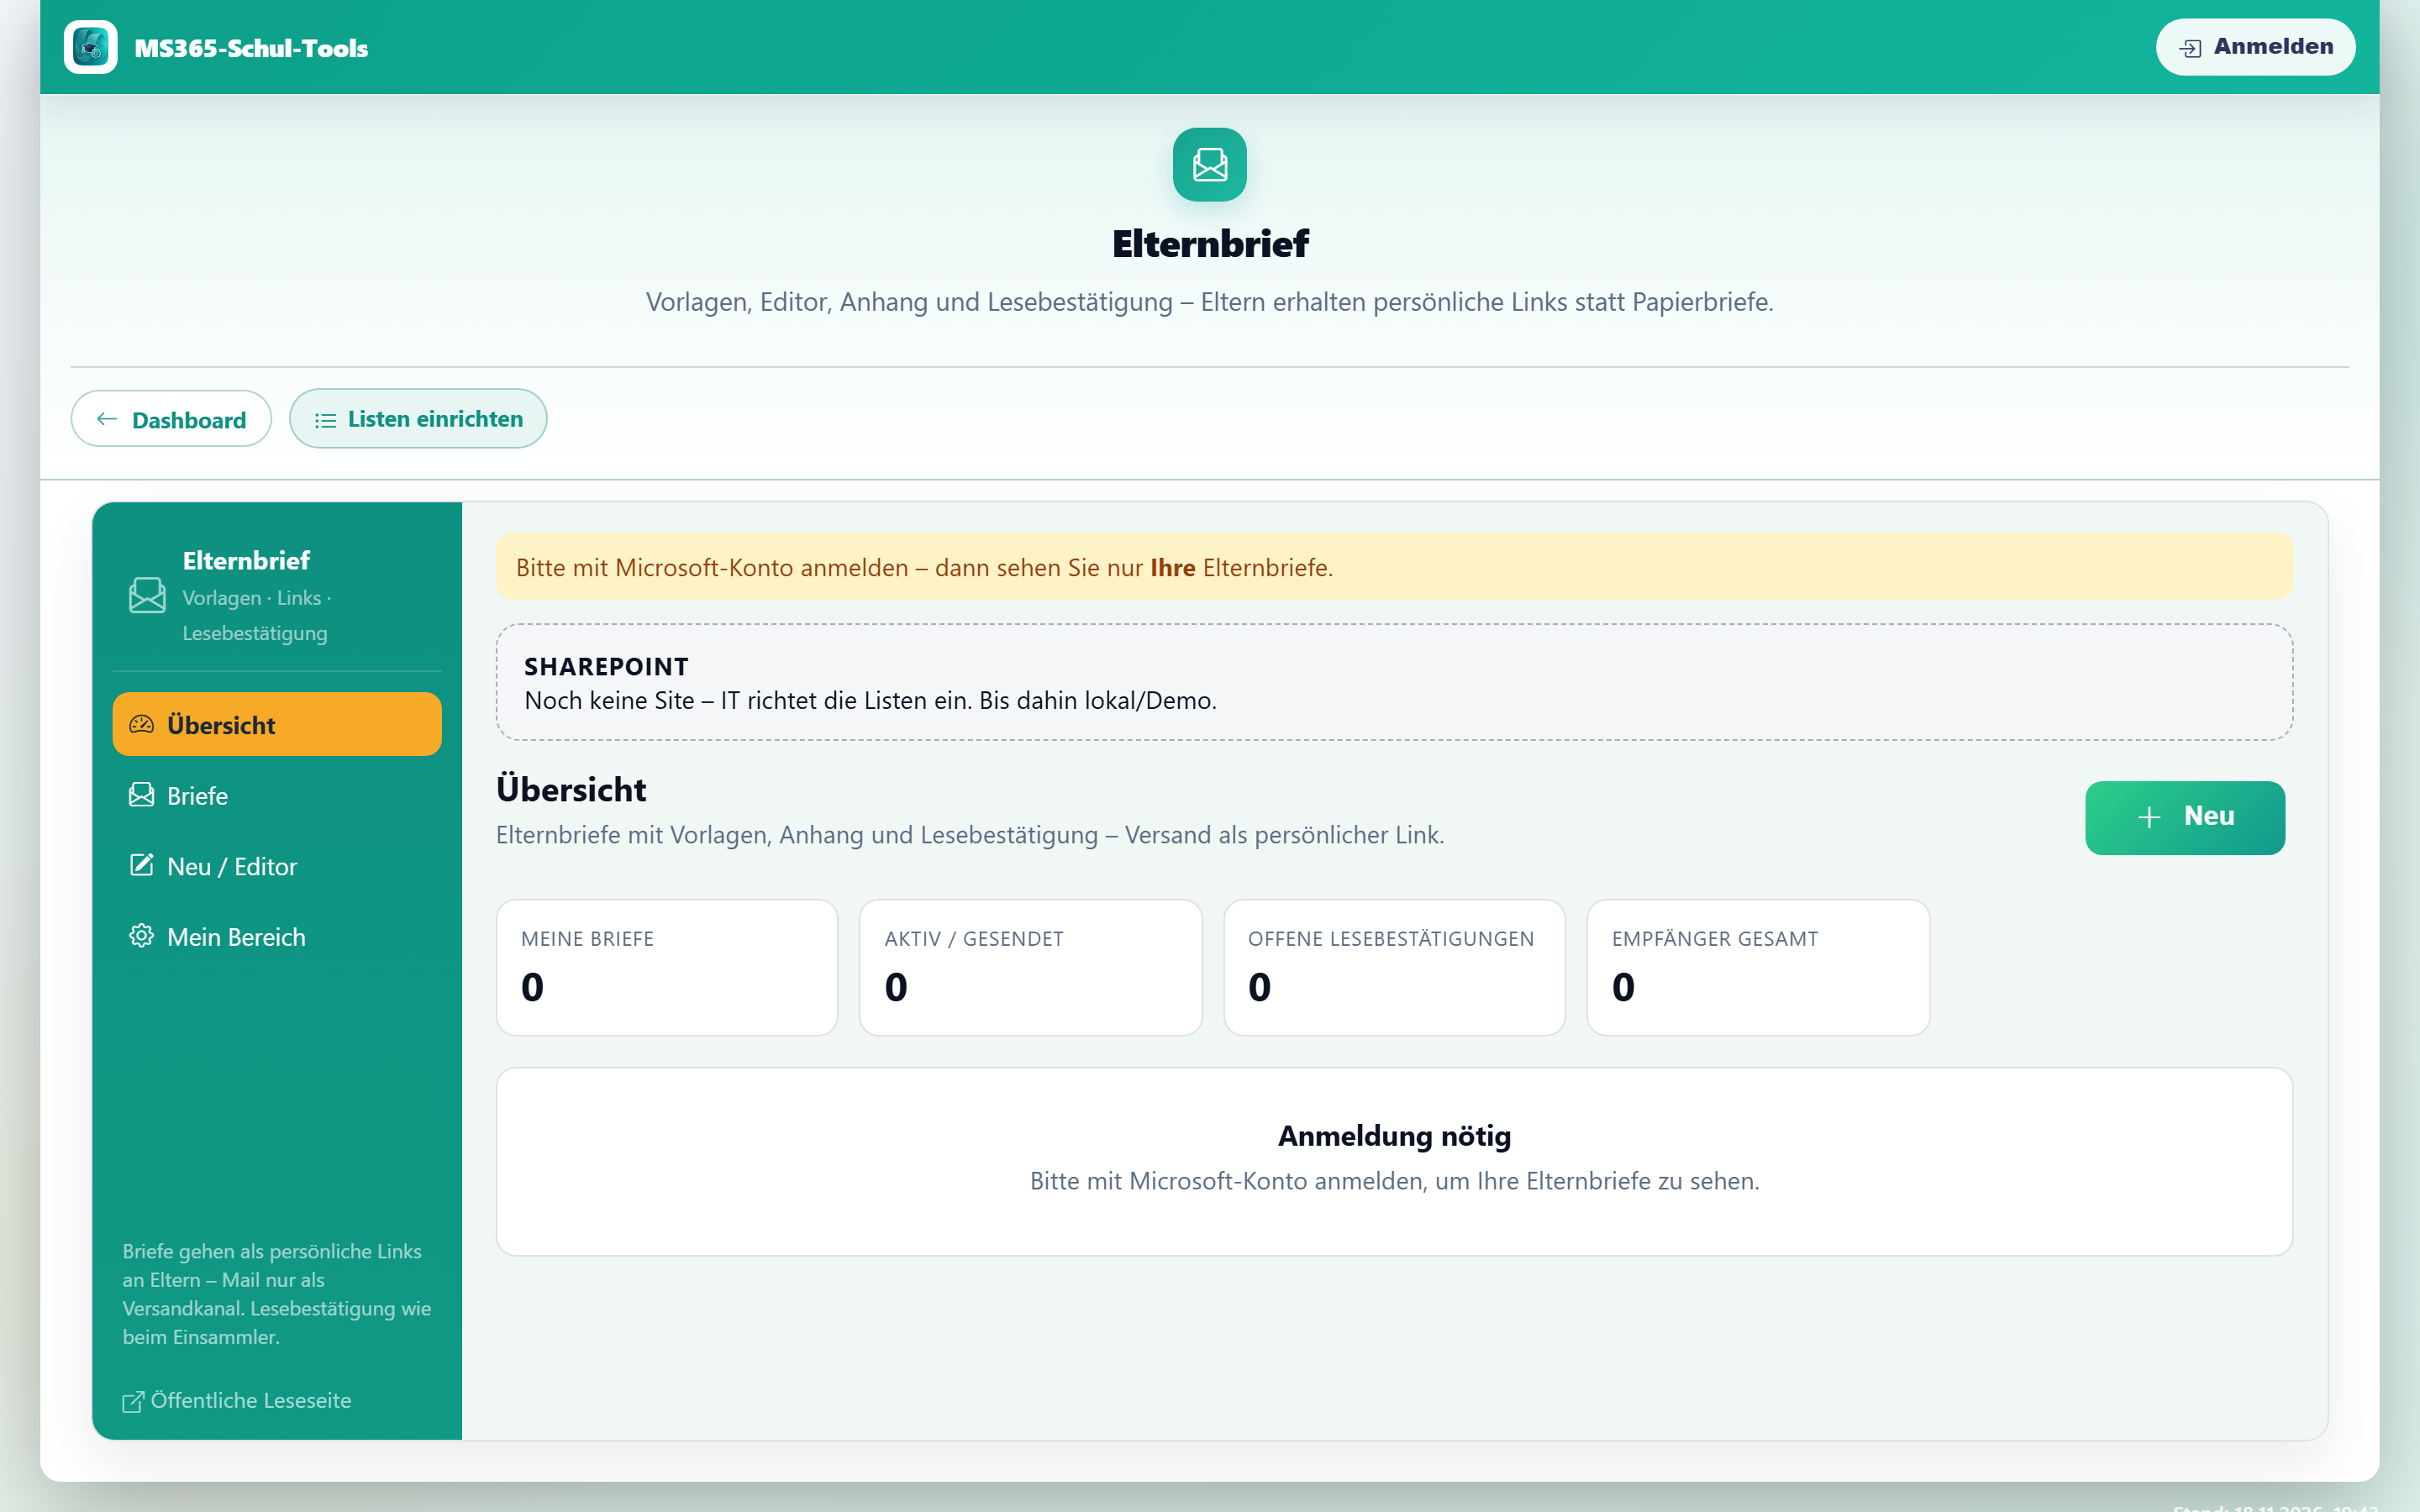 MS365-Schul-Tools
Anmelden
Elternbrief
Vorlagen, Editor, Anhang und Lesebestätigung – Eltern erhalten persönliche Links statt Papierbriefe.
Dashboard
Listen einrichten
Elternbrief
Vorlagen · Links ·
Lesebestätigung
Übersicht
Briefe
Neu / Editor
Mein Bereich
Briefe gehen als persönliche Links
an Eltern – Mail nur als
Versandkanal. Lesebestätigung wie
beim Einsammler.
Öffentliche Leseseite
Bitte mit Microsoft-Konto anmelden – dann sehen Sie nur Ihre Elternbriefe.
SHAREPOINT
Noch keine Site – IT richtet die Listen ein. Bis dahin lokal/Demo.
Übersicht
Elternbriefe mit Vorlagen, Anhang und Lesebestätigung – Versand als persönlicher Link.
Neu
MEINE BRIEFE
0
AKTIV / GESENDET
0
OFFENE LESEBESTÄTIGUNGEN
0
EMPFÄNGER GESAMT
0
Anmeldung nötig
Bitte mit Microsoft-Konto anmelden, um Ihre Elternbriefe zu sehen.